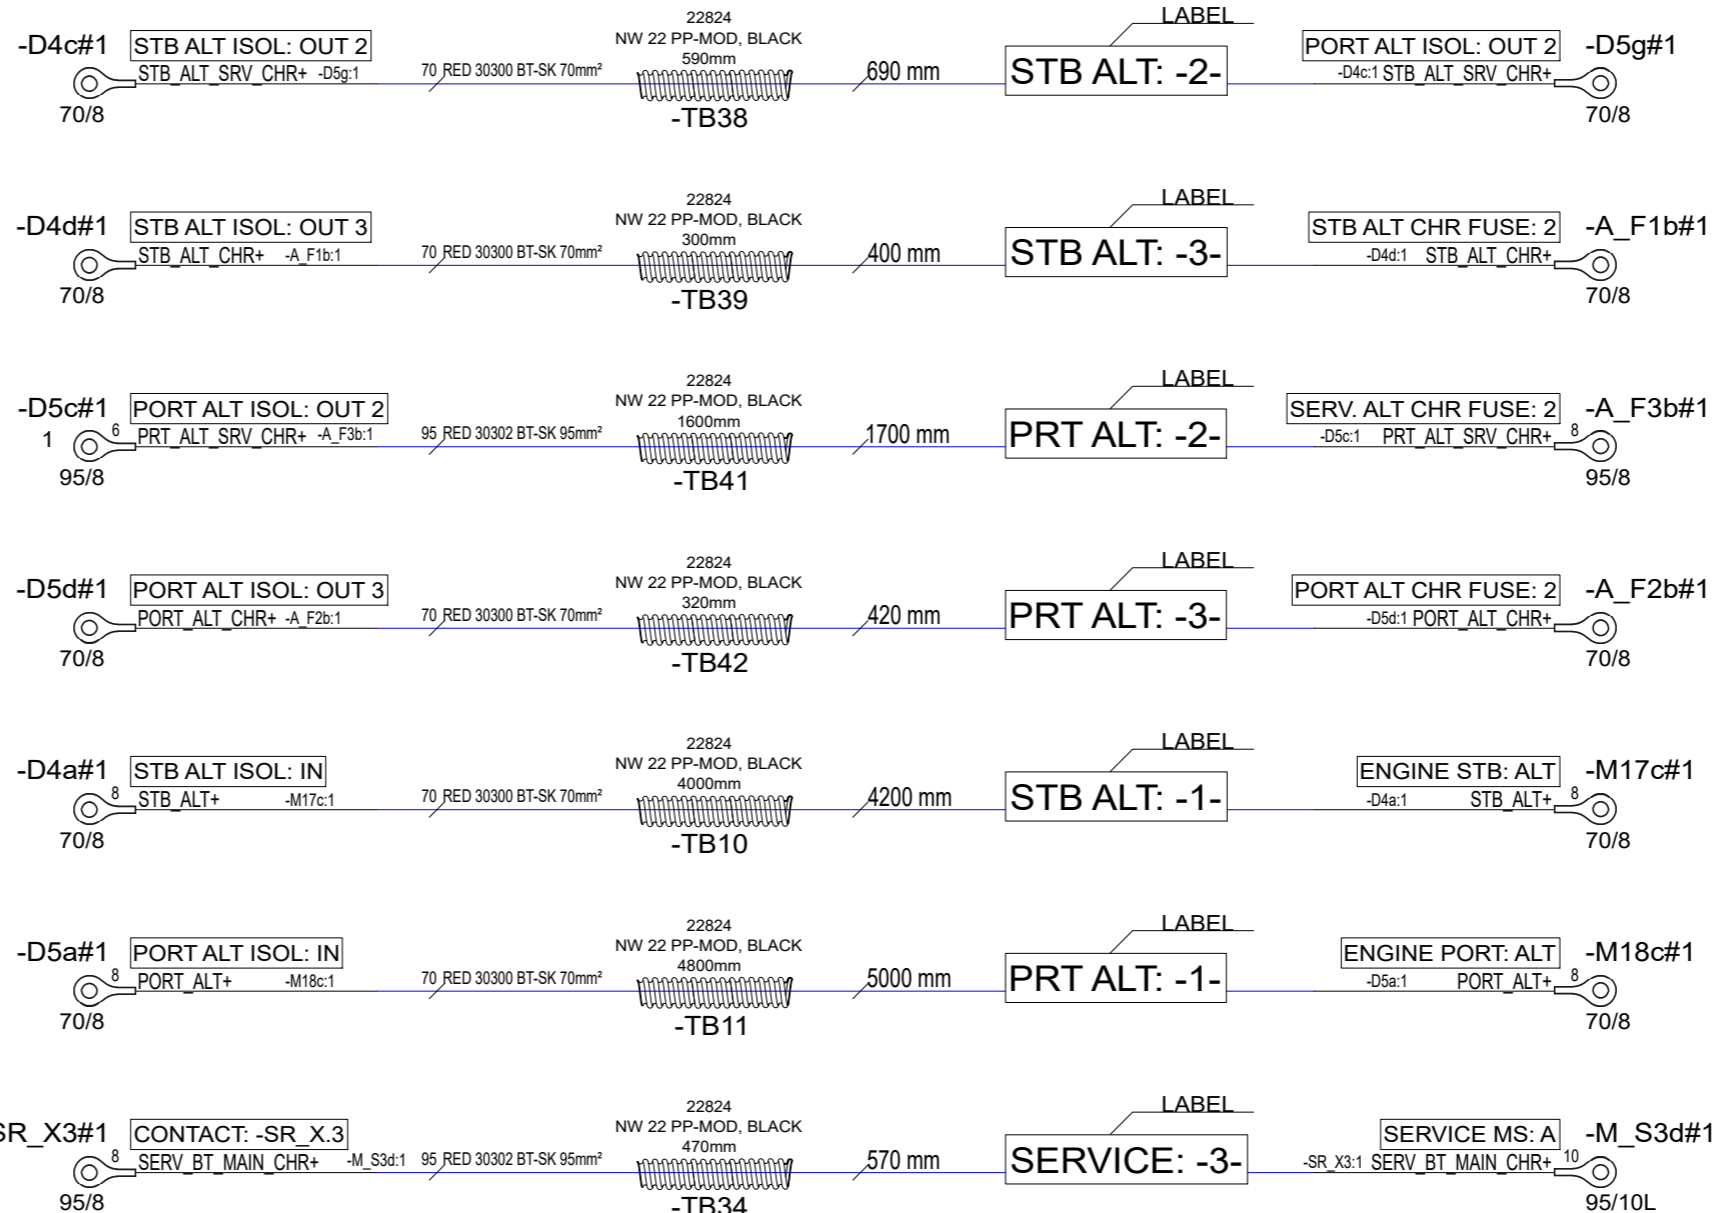 22824
LABEL
-D4c#1 STB ALT ISOL: OUT 2 NW 22 PP-MOD, BLACK PORT ALT ISOL: OUT 2 -D5g#1
590mm
STB_ALT_SRV_CHR+ -D5g:1 70 RED 30300 BT-SK 70mm² 690 mm STB ALT: -2- -D4c:1 STB_ALT_SRV_CHR+
70/8 -TB38 70/8
22824
LABEL
-D4d#1 STB ALT ISOL: OUT 3 NW 22 PP-MOD, BLACK STB ALT CHR FUSE: 2 -A_F1b#1
300mm
STB_ALT_CHR+ -A_F1b:1 70 RED 30300 BT-SK 70mm² 400 mm STB ALT: -3- -D4d:1 STB_ALT_CHR+
70/8 -TB39 70/8
22824
LABEL
-D5c#1 PORT ALT ISOL: OUT 2 NW 22 PP-MOD, BLACK SERV. ALT CHR FUSE: 2 -A_F3b#1
1600mm
1 6 PRT_ALT_SRV_CHR+ -A_F3b:1 95 RED 30302 BT-SK 95mm² 1700 mm PRT ALT: -2- -D5c:1 PRT_ALT_SRV_CHR+ 8
95/8 -TB41 95/8
22824
LABEL
-D5d#1 PORT ALT ISOL: OUT 3 NW 22 PP-MOD, BLACK PORT ALT CHR FUSE: 2 -A_F2b#1
320mm
PORT_ALT_CHR+ -A_F2b:1 70 RED 30300 BT-SK 70mm² 420 mm PRT ALT: -3- -D5d:1 PORT_ALT_CHR+
70/8 -TB42 70/8
22824
LABEL
-D4a#1 STB ALT ISOL: IN NW 22 PP-MOD, BLACK ENGINE STB: ALT -M17c#1
4000mm
8 STB_ALT+ -M17c:1 70 RED 30300 BT-SK 70mm² 4200 mm STB ALT: -1- -D4a:1 STB_ALT+ 8
70/8 -TB10 70/8
22824
LABEL
-D5a#1 PORT ALT ISOL: IN NW 22 PP-MOD, BLACK ENGINE PORT: ALT -M18c#1
4800mm
8 PORT_ALT+ -M18c:1 70 RED 30300 BT-SK 70mm² 5000 mm PRT ALT: -1- -D5a:1 PORT_ALT+ 8
70/8 -TB11 70/8
22824
LABEL
SR_X3#1 CONTACT: -SR_X.3 NW 22 PP-MOD, BLACK SERVICE MS: A -M_S3d#1
470mm
8 SERV_BT_MAIN_CHR+ -M_S3d:1 95 RED 30302 BT-SK 95mm² 570 mm SERVICE: -3- -SR_X3:1 SERV_BT_MAIN_CHR+ 10
95/8 -TB34 95/10L